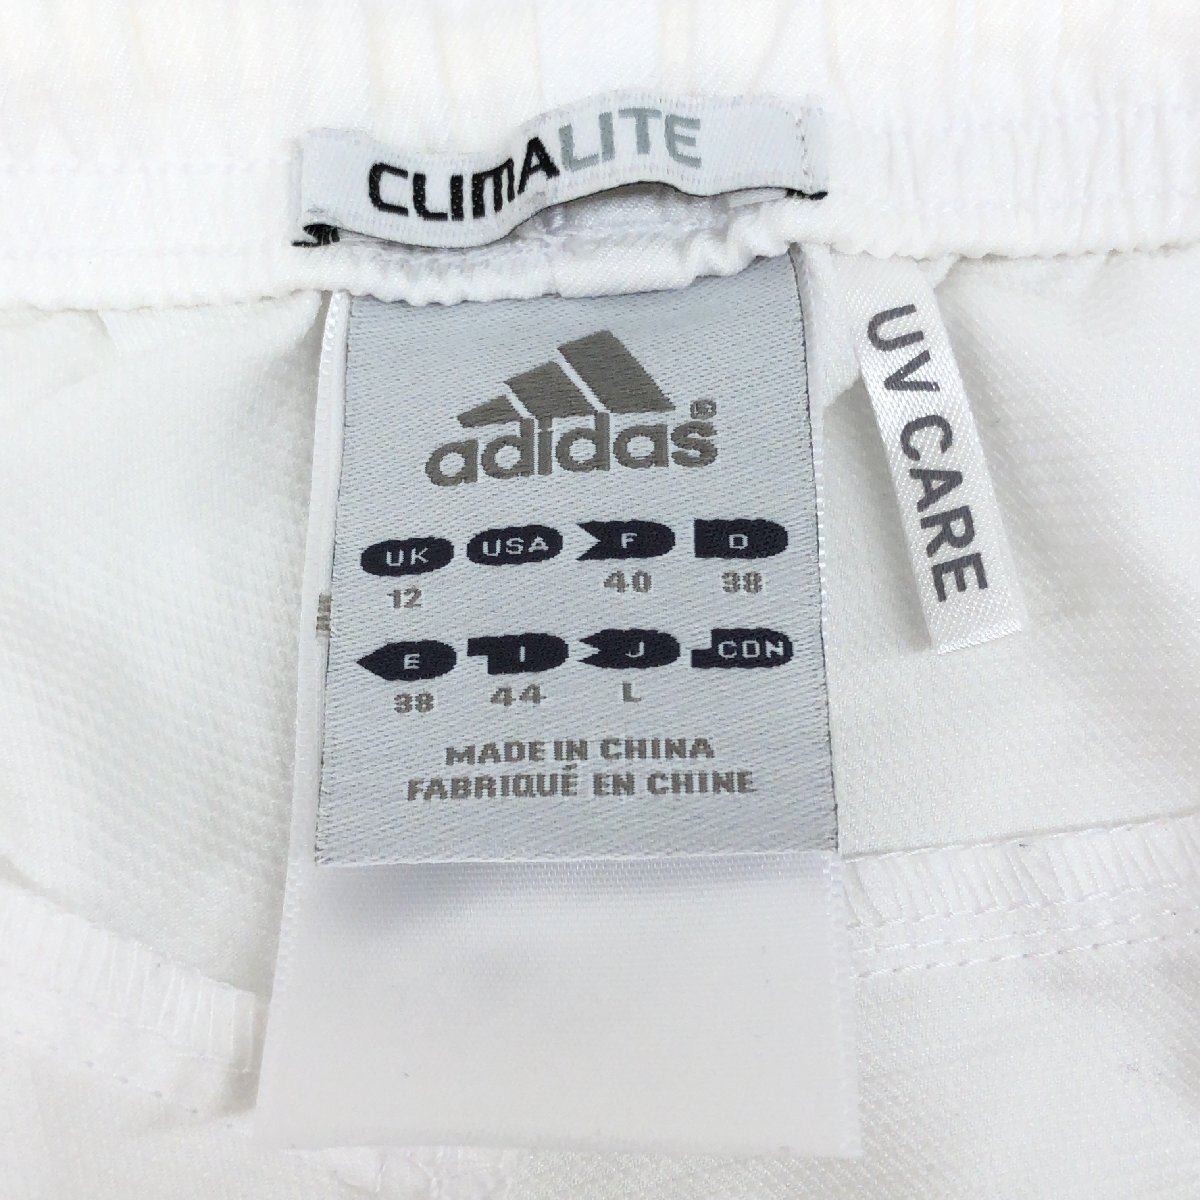 CLIMALITE
adidas®
UK USA F D
12 40 38
E I J CDN
38 44 L
MADE IN CHINA
FABRIQUÉ EN CHINE
UV CARE